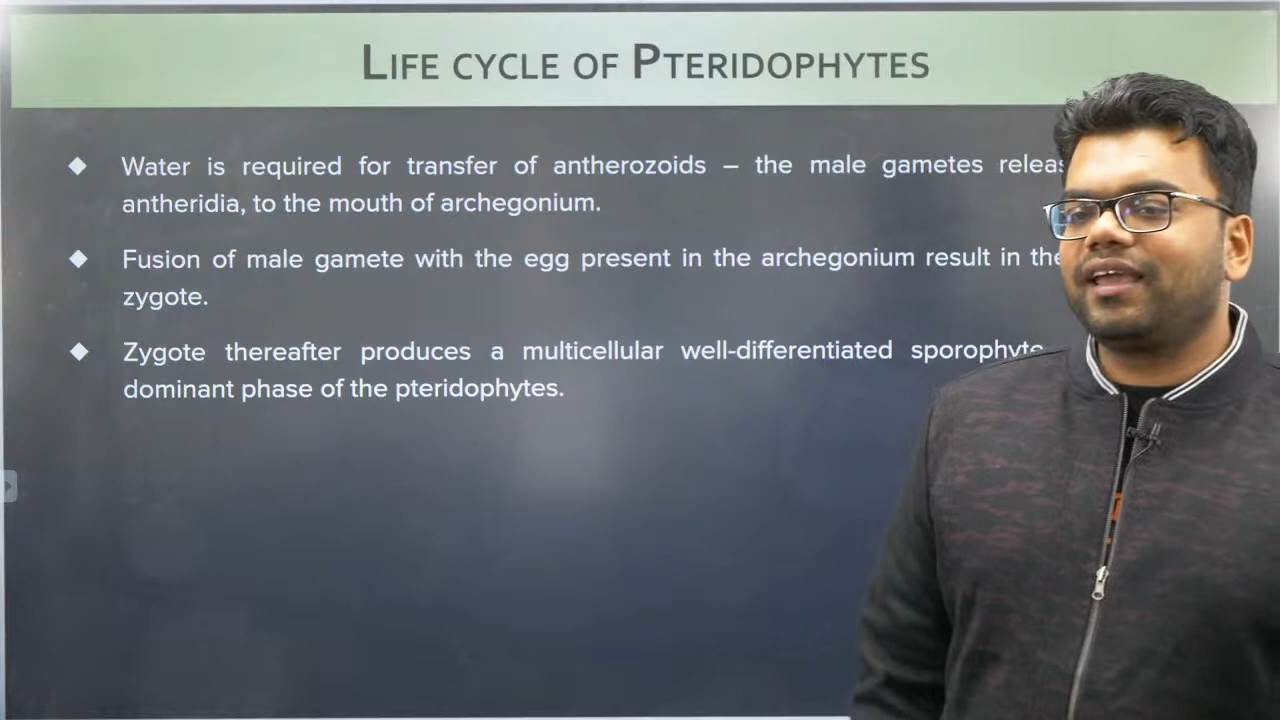 LIFE CYCLE OF PTERIDOPHYTES
Water is required for transfer of antherozoids – the male gametes
antheridia, to the mouth of archegonium.
Fusion of male gamete with the egg present in the archegonium result in
zygote.
Zygote thereafter produces a multicellular well-differentiated sporophyte
dominant phase of the pteridophytes.